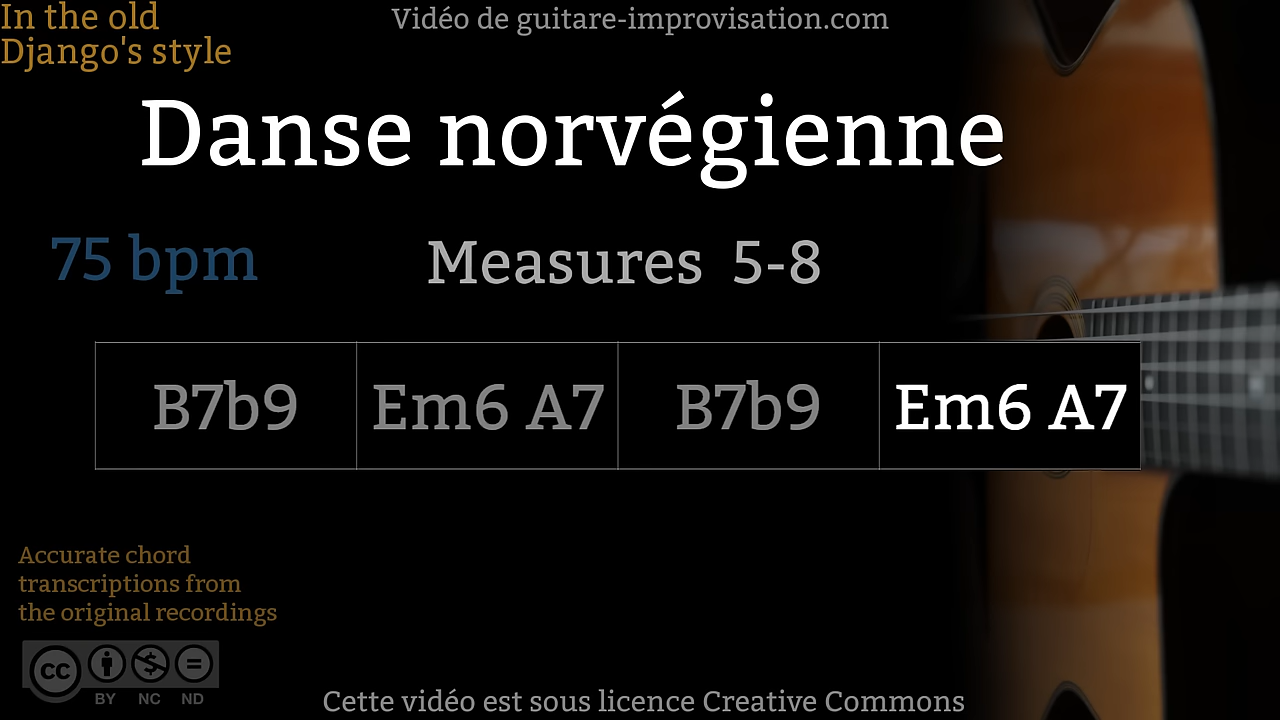 In the old
Django's style
Vidéo de guitare-improvisation.com
Danse norvégienne
75 bpm
Measures 5-8
B7b9 Em6 A7 B7b9 Em6 A7
Accurate chord
transcriptions from
the original recordings
cc
BY NC ND
Cette vidéo est sous licence Creative Commons